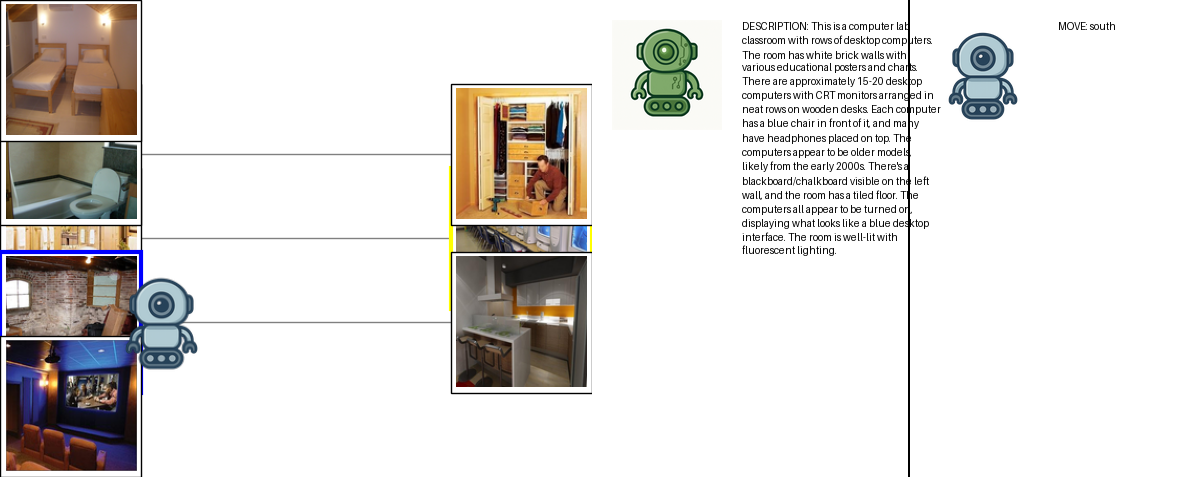 DESCRIPTION: This is a computer lab
classroom with rows of desktop computers.
The room has white brick walls with
various educational posters and charts.
There are approximately 15-20 desktop
computers with CRT monitors arranged in
neat rows on wooden desks. Each computer
has a blue chair in front of it, and many
have headphones placed on top. The
computers appear to be older models,
likely from the early 2000s. There's a
blackboard/chalkboard visible on the left
wall, and the room has a tiled floor. The
computers all appear to be turned on,
displaying what looks like a blue desktop
interface. The room is well-lit with
fluorescent lighting.
MOVE: south